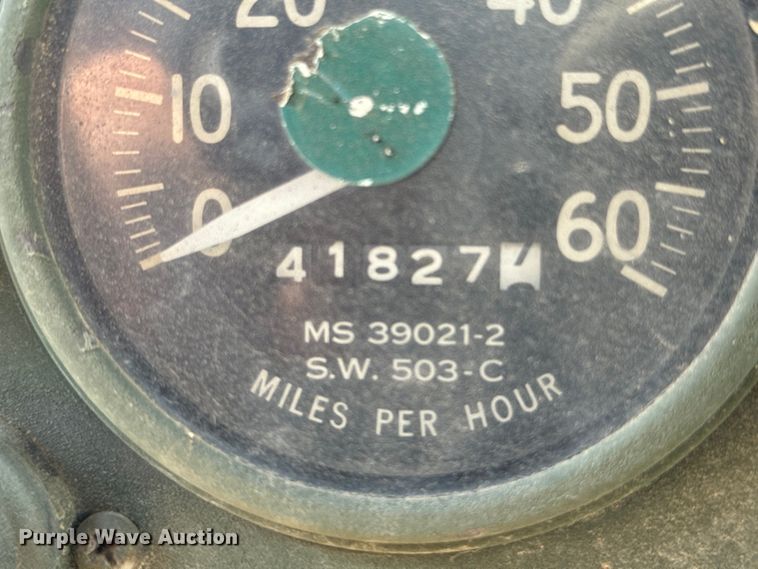 20 40
10 50
0 60
41827
MS 39021-2
S.W. 503-C
MILES PER HOUR
Purple Wave Auction